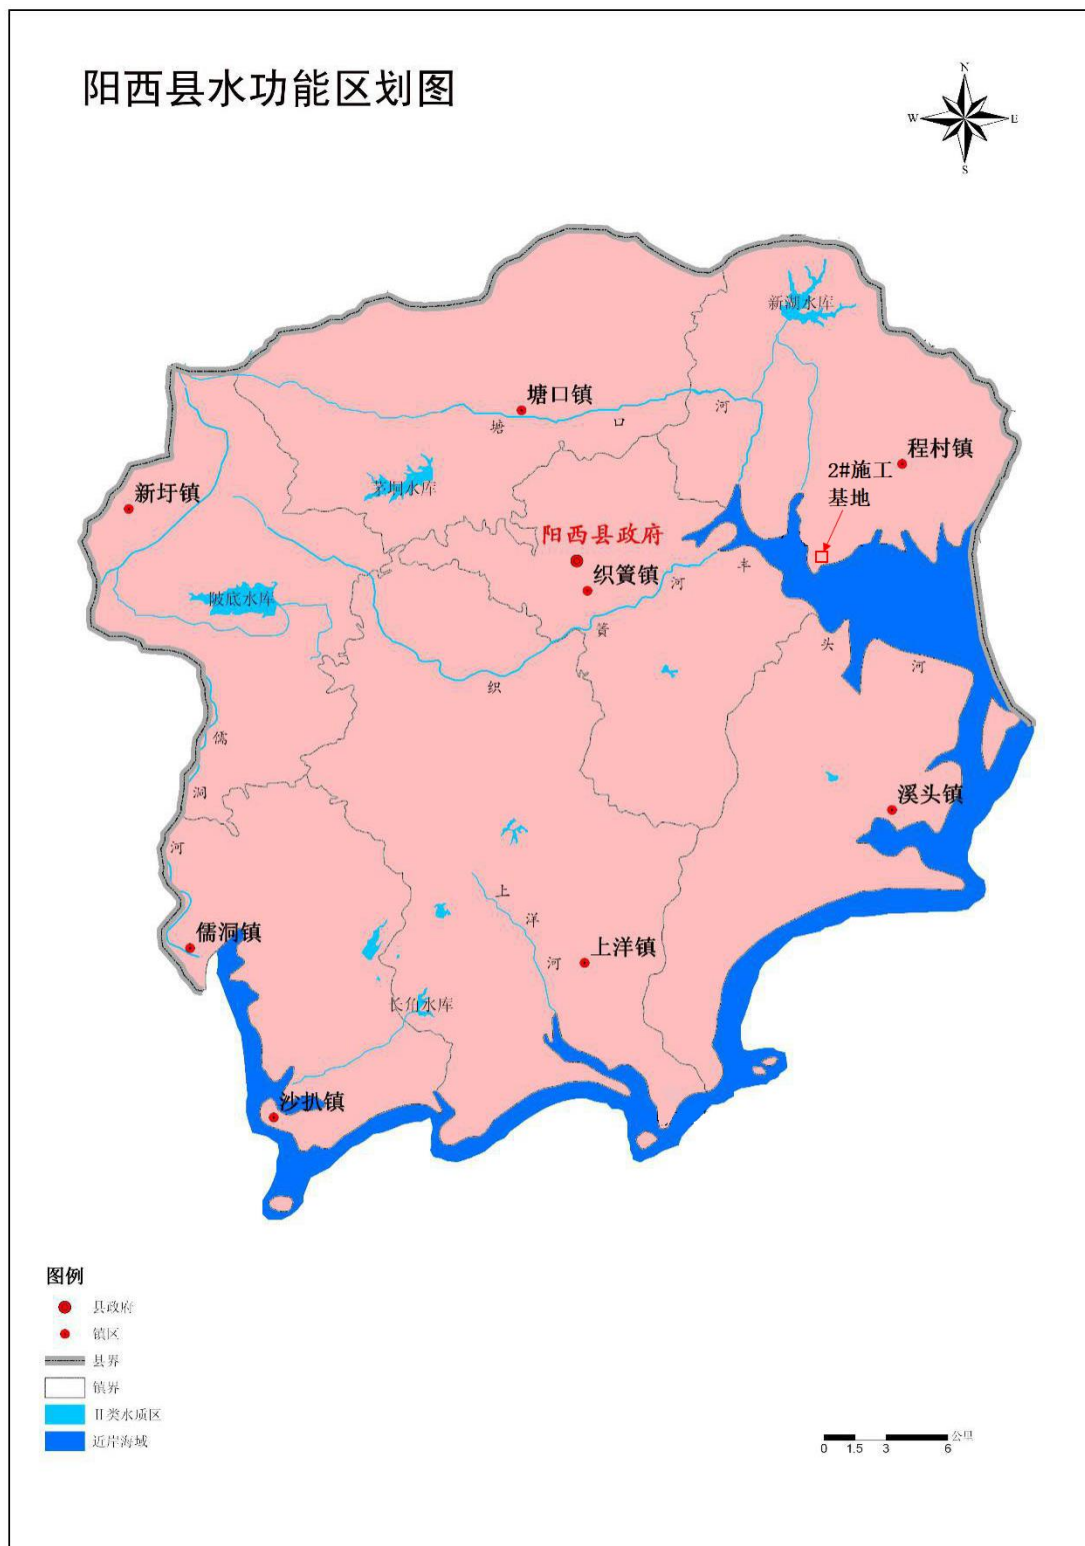 阳西县水功能区划图
N
W
E
S
新湖水库
塘口镇
河
塘
口
程村镇
2#施工
基地
茅垌水库
新圩镇
阳西县政府
丰
织篢镇
河
陂底水库
篢
头
河
织
儒
洞
溪头镇
河
上
洋
儒洞镇
上洋镇
河
长角水库
沙扒镇
图例
县政府
镇区
县界
镇界
II类水质区
近岸海域
公里
0 1.5 3 6